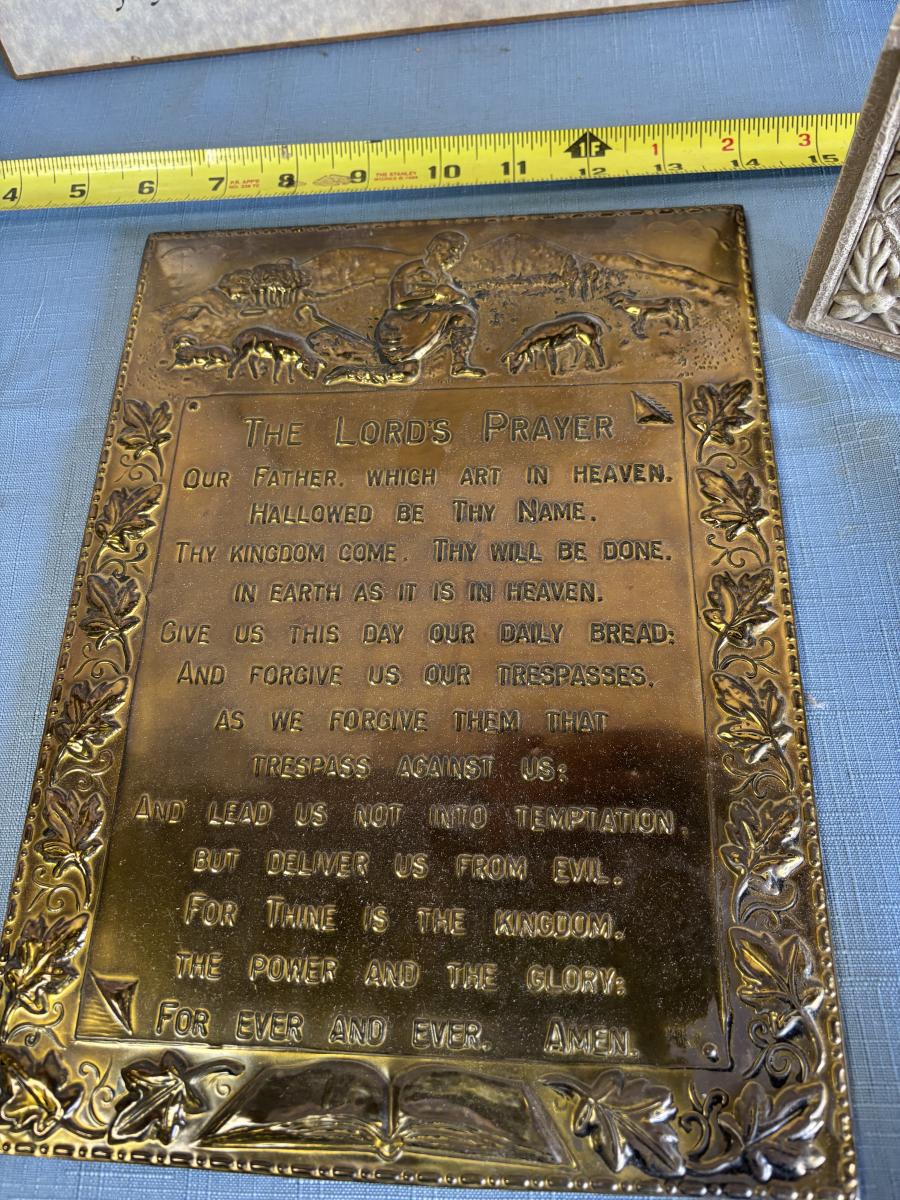 4 5 6 7 8 9 10 11 1F 1 2 3
12 13 14 15
THE LORD'S PRAYER
OUR FATHER. WHICH ART IN HEAVEN.
HALLOWED BE THY NAME.
THY KINGDOM COME. THY WILL BE DONE.
IN EARTH AS IT IS IN HEAVEN.
GIVE US THIS DAY OUR DAILY BREAD:
AND FORGIVE US OUR TRESPASSES.
AS WE FORGIVE THEM THAT
TRESPASS AGAINST US:
AND LEAD US NOT INTO TEMPTATION.
BUT DELIVER US FROM EVIL.
FOR THINE IS THE KINGDOM.
THE POWER AND THE GLORY:
FOR EVER AND EVER. AMEN.